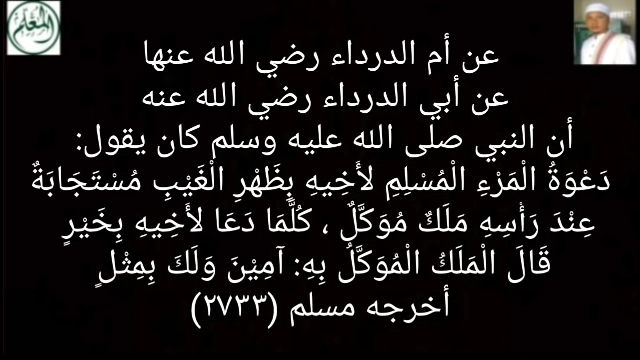 المعلم
عن أم الدرداء رضي الله عنها
عن أبي الدرداء رضي الله عنه
أن النبي صلى الله عليه وسلم كان يقول:
دَعْوَةُ الْمَرْءِ الْمُسْلِمِ لأَخِيهِ بِظَهْرِ الْغَيْبِ مُسْتَجَابَةٌ
عِنْدَ رَأْسِهِ مَلَكٌ مُوَكَّلٌ ، كُلَّمَا دَعَا لأَخِيهِ بِخَيْرٍ
قَالَ الْمَلَكُ الْمُوَكَّلُ بِهِ: آمِيْنَ وَلَكَ بِمِثْلٍ
أخرجه مسلم (٢٧٣٣)